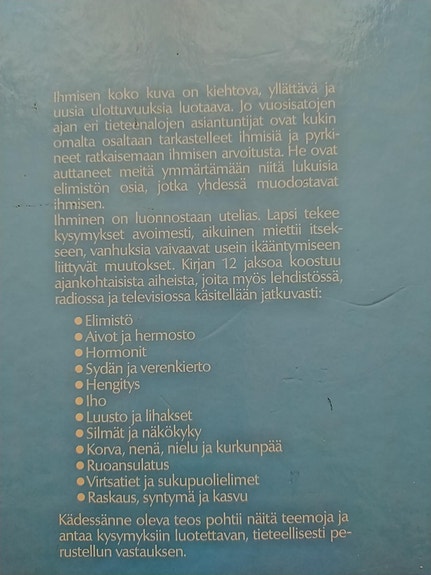 Ihmisen koko kuva on kiehtova, yllättävä ja
uusia ulottuvuuksia luotaava. Jo vuosisatojen
ajan eri tieteenalojen asiantuntijat ovat kukin
omalta osaltaan tarkastelleet ihmisiä ja pyrki-
neet ratkaisemaan ihmisen arvoitusta. He ovat
auttaneet meitä ymmärtämään niitä lukuisia
elimistön osia, jotka yhdessä muodostavat
ihmisen.
Ihminen on luonnostaan utelias. Lapsi tekee
kysymykset avoimesti, aikuinen miettii itsek-
seen, vanhuksia vaivaavat usein ikääntymiseen
liittyvät muutokset. Kirjan 12 jaksoa koostuu
ajankohtaisista aiheista, joita myös lehdistössä,
radiossa ja televisiossa käsitellään jatkuvasti:
● Elimistö
● Aivot ja hermosto
● Hormonit
● Sydän ja verenkierto
● Hengitys
● Iho
● Luusto ja lihakset
● Silmät ja näkökyky
● Korva, nenä, nielu ja kurkunpää
● Ruoansulatus
● Virtsatiet ja sukupuolielimet
● Raskaus, syntymä ja kasvu
Kädessänne oleva teos pohtii näitä teemoja ja
antaa kysymyksiin luotettavan, tieteellisesti pe-
rustellun vastauksen.